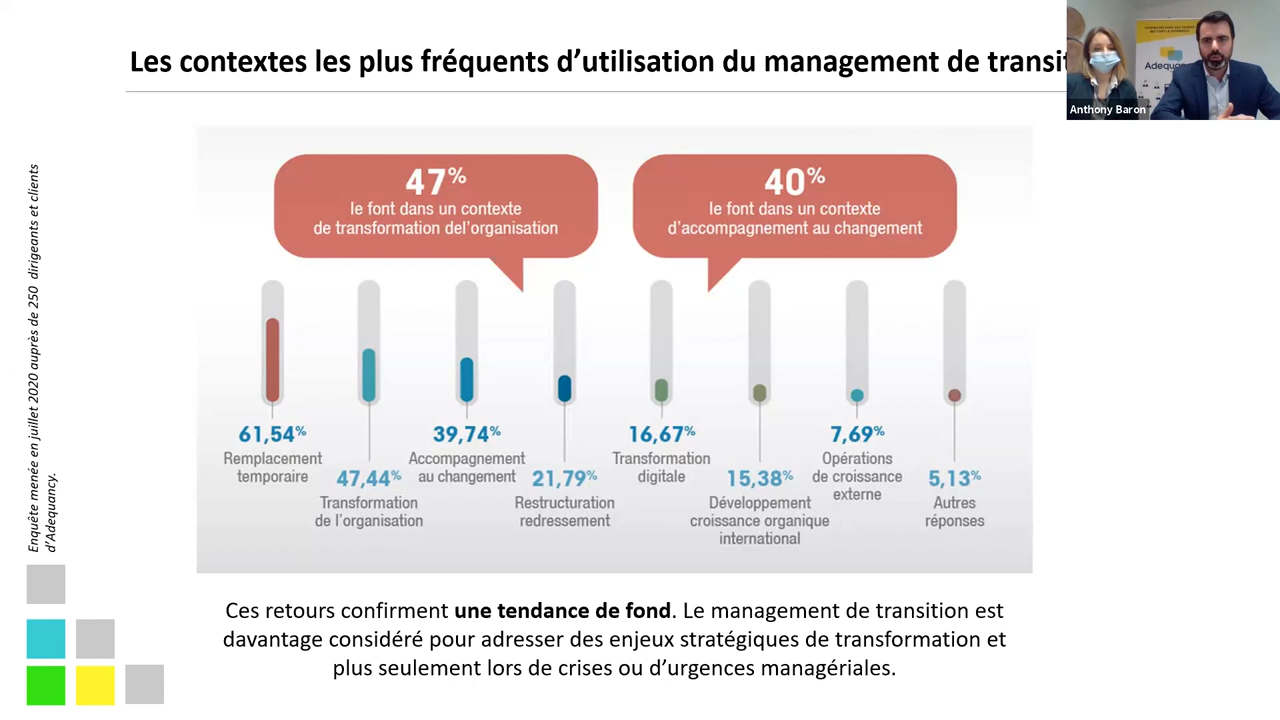 Les contextes les plus fréquents d’utilisation du management de
Anthony Baron
Enquête menée en juillet 2020 auprès de 250 dirigeants et clients
d’Adequancy.
47%
le font dans un contexte
de transformation del’organisation
40%
le font dans un contexte
d’accompagnement au changement
61,54%
Remplacement
temporaire
47,44%
Transformation
de l’organisation
39,74%
Accompagnement
au changement
21,79%
Restructuration
redressement
16,67%
Transformation
digitale
15,38%
Développement
croissance organique
international
7,69%
Opérations
de croissance
externe
5,13%
Autres
réponses
Ces retours confirment une tendance de fond. Le management de transition est
davantage considéré pour adresser des enjeux stratégiques de transformation et
plus seulement lors de crises ou d’urgences managériales.